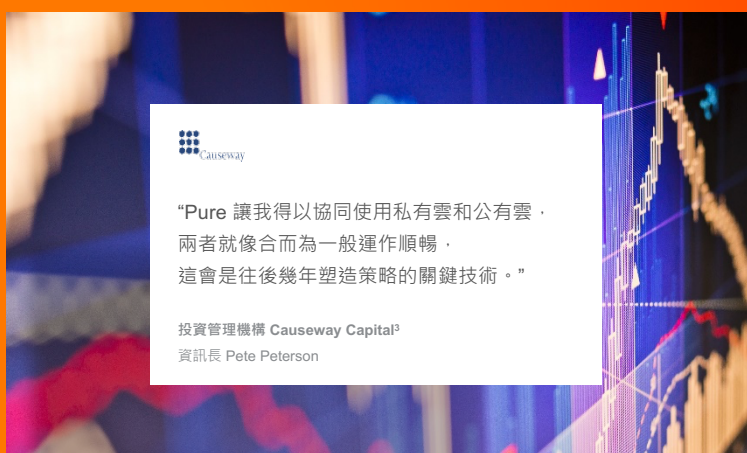 Causeway
“Pure 讓我得以協同使用私有雲和公有雲，
兩者就像合而為一般運作順暢，
這會是往後幾年塑造策略的關鍵技術。”
投資管理機構 Causeway Capital³
資訊長 Pete Peterson